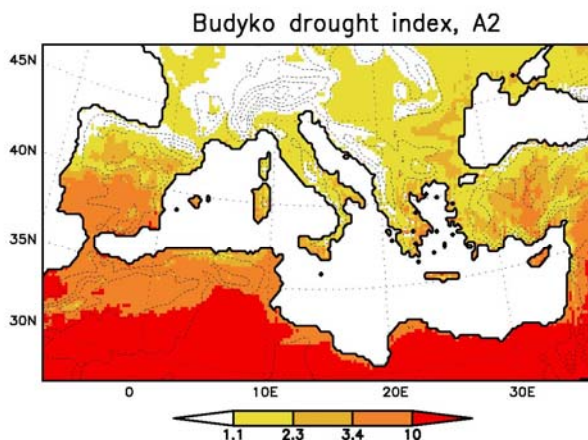 Budyko drought index, A2
45N
40N
35N
30N
0 10E 20E 30E
1.1 2.3 3.4 10